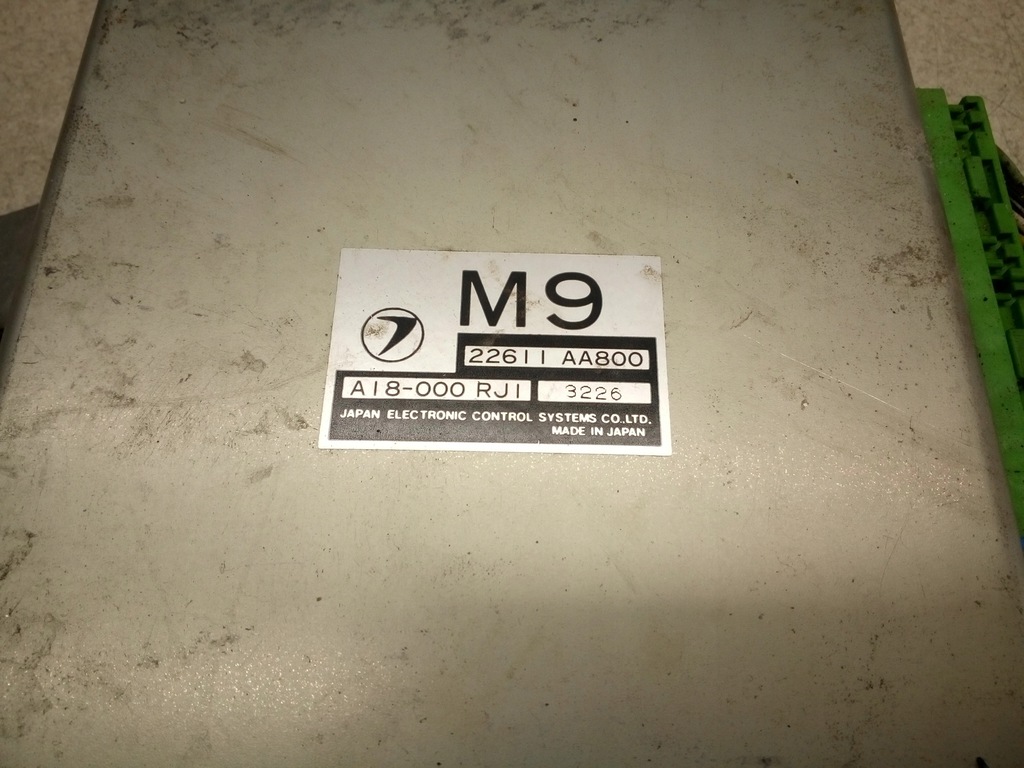 M9
22611 AA800
A18-000 RJ1 3226
JAPAN ELECTRONIC CONTROL SYSTEMS CO.,LTD.
MADE IN JAPAN